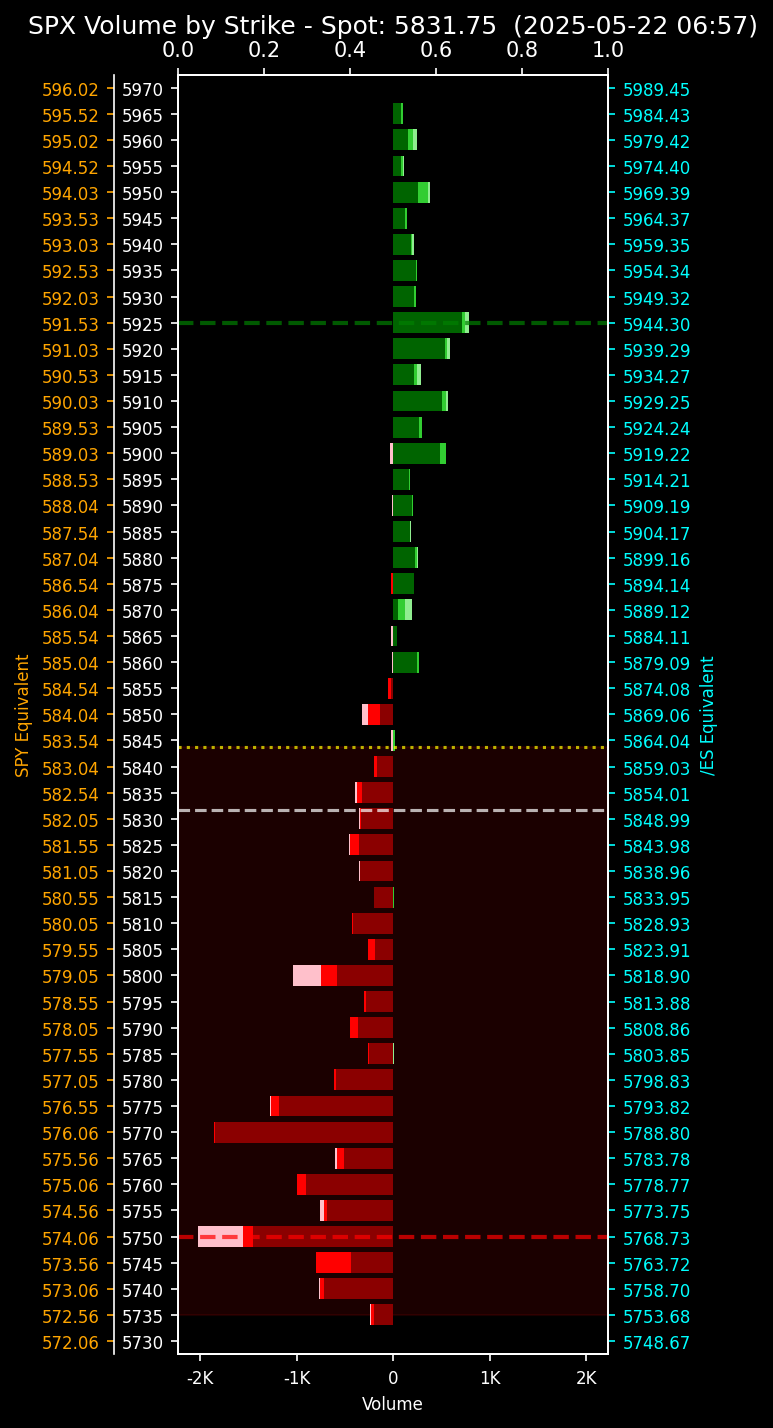 SPX Volume by Strike - Spot: 5831.75 (2025-05-22 06:57)
0.0 0.2 0.4 0.6 0.8 1.0
596.02 5970 5989.45
595.52 5965 5984.43
595.02 5960 5979.42
594.52 5955 5974.40
594.03 5950 5969.39
593.53 5945 5964.37
593.03 5940 5959.35
592.53 5935 5954.34
592.03 5930 5949.32
591.53 5925 5944.30
591.03 5920 5939.29
590.53 5915 5934.27
590.03 5910 5929.25
589.53 5905 5924.24
589.03 5900 5919.22
588.53 5895 5914.21
588.04 5890 5909.19
587.54 5885 5904.17
587.04 5880 5899.16
586.54 5875 5894.14
586.04 5870 5889.12
585.54 5865 5884.11
585.04 5860 5879.09
584.54 5855 5874.08
584.04 5850 5869.06
583.54 5845 5864.04
583.04 5840 5859.03
582.54 5835 5854.01
582.05 5830 5848.99
581.55 5825 5843.98
581.05 5820 5838.96
580.55 5815 5833.95
580.05 5810 5828.93
579.55 5805 5823.91
579.05 5800 5818.90
578.55 5795 5813.88
578.05 5790 5808.86
577.55 5785 5803.85
577.05 5780 5798.83
576.55 5775 5793.82
576.06 5770 5788.80
575.56 5765 5783.78
575.06 5760 5778.77
574.56 5755 5773.75
574.06 5750 5768.73
573.56 5745 5763.72
573.06 5740 5758.70
572.56 5735 5753.68
572.06 5730 5748.67
SPY Equivalent
/ES Equivalent
-2K -1K 0 1K 2K
Volume